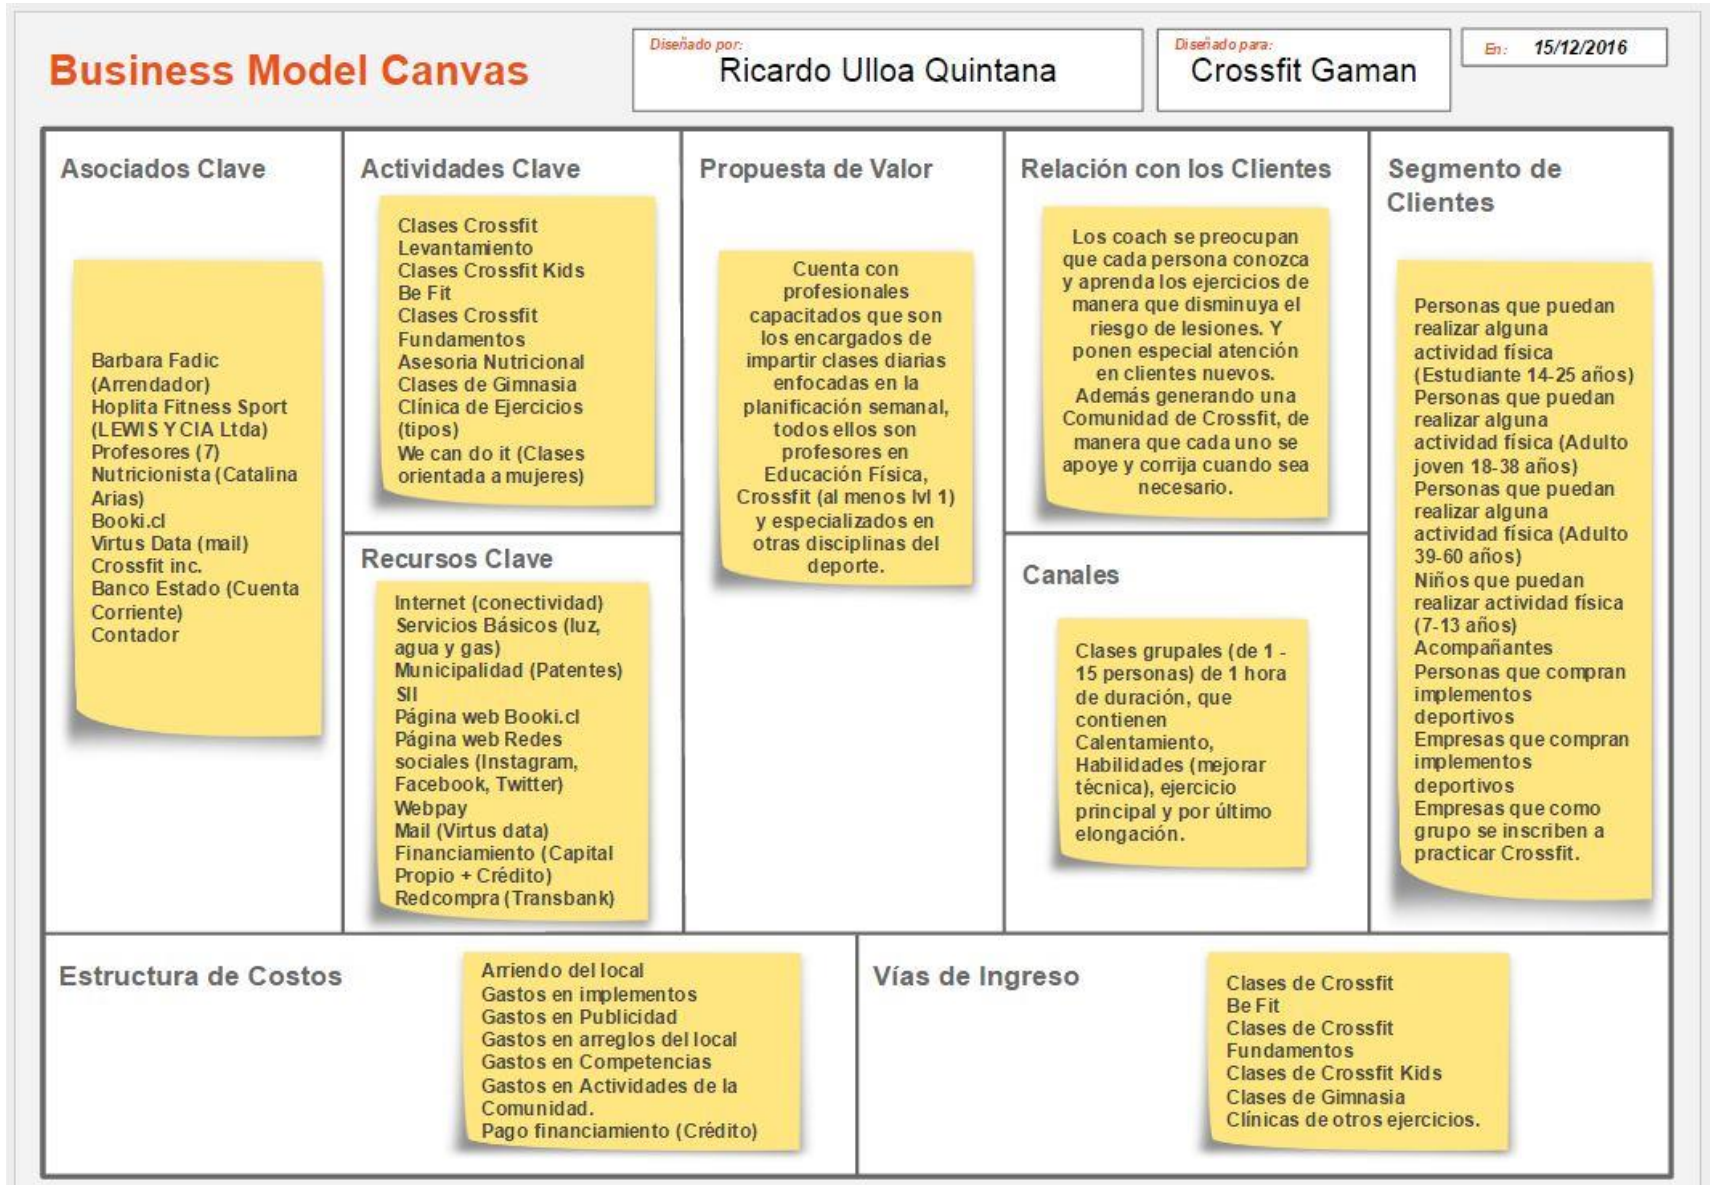 Business Model Canvas
Diseñado por:
Ricardo Ulloa Quintana
Diseñado para:
Crossfit Gaman
En: 15/12/2016
Asociados Clave
Barbara Fadic
(Arrendador)
Hoplita Fitness Sport
(LEWIS Y CIA Ltda)
Profesores (7)
Nutricionista (Catalina
Arias)
Booki.cl
Virtus Data (mail)
Crossfit inc.
Banco Estado (Cuenta
Corriente)
Contador
Actividades Clave
Clases Crossfit
Levantamiento
Clases Crossfit Kids
Be Fit
Clases Crossfit
Fundamentos
Asesoria Nutricional
Clases de Gimnasia
Clínica de Ejercicios
(tipos)
We can do it (Clases
orientada a mujeres)
Recursos Clave
Internet (conectividad)
Servicios Básicos (luz,
agua y gas)
Municipalidad (Patentes)
SII
Página web Booki.cl
Página web Redes
sociales (Instagram,
Facebook, Twitter)
Webpay
Mail (Virtus data)
Financiamiento (Capital
Propio + Crédito)
Redcompra (Transbank)
Propuesta de Valor
Cuenta con
profesionales
capacitados que son
los encargados de
impartir clases diarias
enfocadas en la
planificación semanal,
todos ellos son
profesores en
Educación Física,
Crossfit (al menos lvl 1)
y especializados en
otras disciplinas del
deporte.
Relación con los Clientes
Los coach se preocupan
que cada persona conozca
y aprenda los ejercicios de
manera que disminuya el
riesgo de lesiones. Y
ponen especial atención
en clientes nuevos.
Además generando una
Comunidad de Crossfit, de
manera que cada uno se
apoye y corrija cuando sea
necesario.
Canales
Clases grupales (de 1 -
15 personas) de 1 hora
de duración, que
contienen
Calentamiento,
Habilidades (mejorar
técnica), ejercicio
principal y por último
elongación.
Segmento de
Clientes
Personas que puedan
realizar alguna
actividad física
(Estudiante 14-25 años)
Personas que puedan
realizar alguna
actividad física (Adulto
joven 18-38 años)
Personas que puedan
realizar alguna
actividad física (Adulto
39-60 años)
Niños que puedan
realizar actividad física
(7-13 años)
Acompañantes
Personas que compran
implementos
deportivos
Empresas que compran
implementos
deportivos
Empresas que como
grupo se inscriben a
practicar Crossfit.
Estructura de Costos
Arriendo del local
Gastos en implementos
Gastos en Publicidad
Gastos en arreglos del local
Gastos en Competencias
Gastos en Actividades de la
Comunidad.
Pago financiamiento (Crédito)
Vías de Ingreso
Clases de Crossfit
Be Fit
Clases de Crossfit
Fundamentos
Clases de Crossfit Kids
Clases de Gimnasia
Clínicas de otros ejercicios.